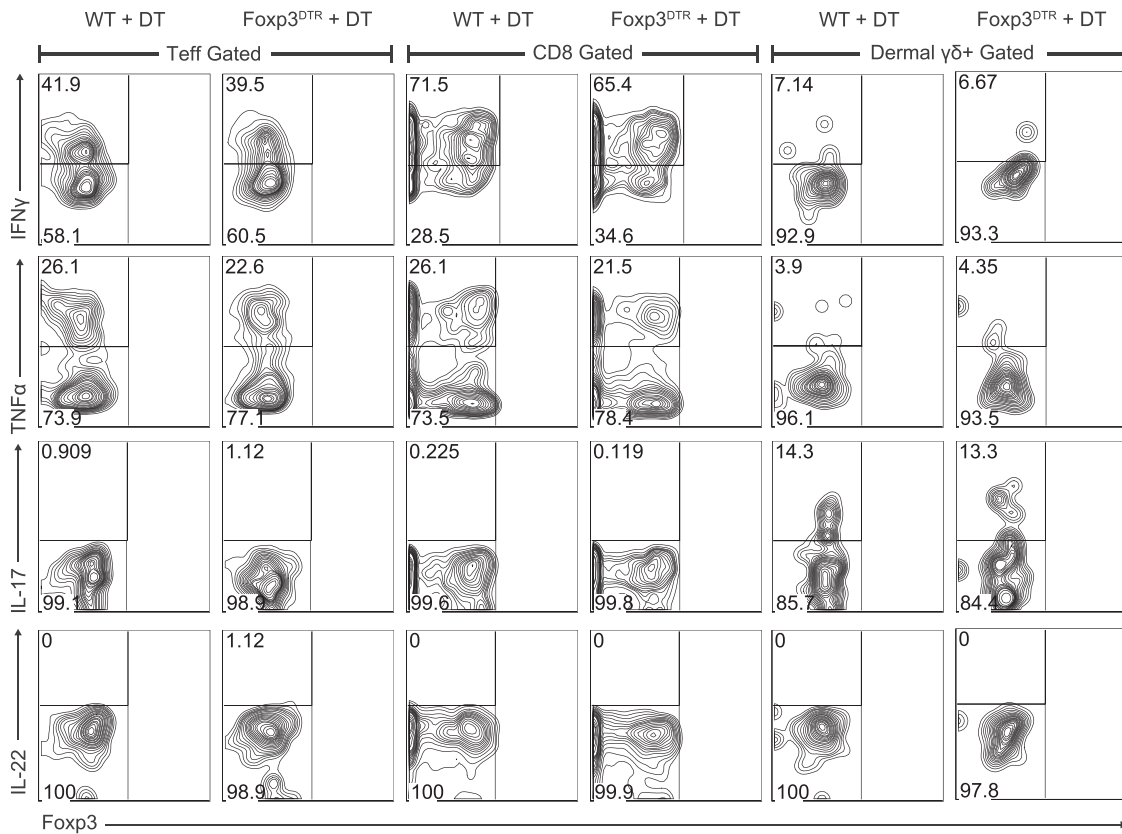 WT + DT Foxp3DTR + DT WT + DT Foxp3DTR + DT WT + DT Foxp3DTR + DT
Teff Gated CD8 Gated Dermal γδ+ Gated
IFNγ
41.9 39.5 71.5 65.4 7.14 6.67
58.1 60.5 28.5 34.6 92.9 93.3
TNFα
26.1 22.6 26.1 21.5 3.9 4.35
73.9 77.1 73.5 78.4 96.1 93.5
IL-17
0.909 1.12 0.225 0.119 14.3 13.3
99.1 98.9 99.6 99.8 85.7 84.4
IL-22
0 1.12 0 0 0 0
100 98.9 100 99.9 100 97.8
Foxp3